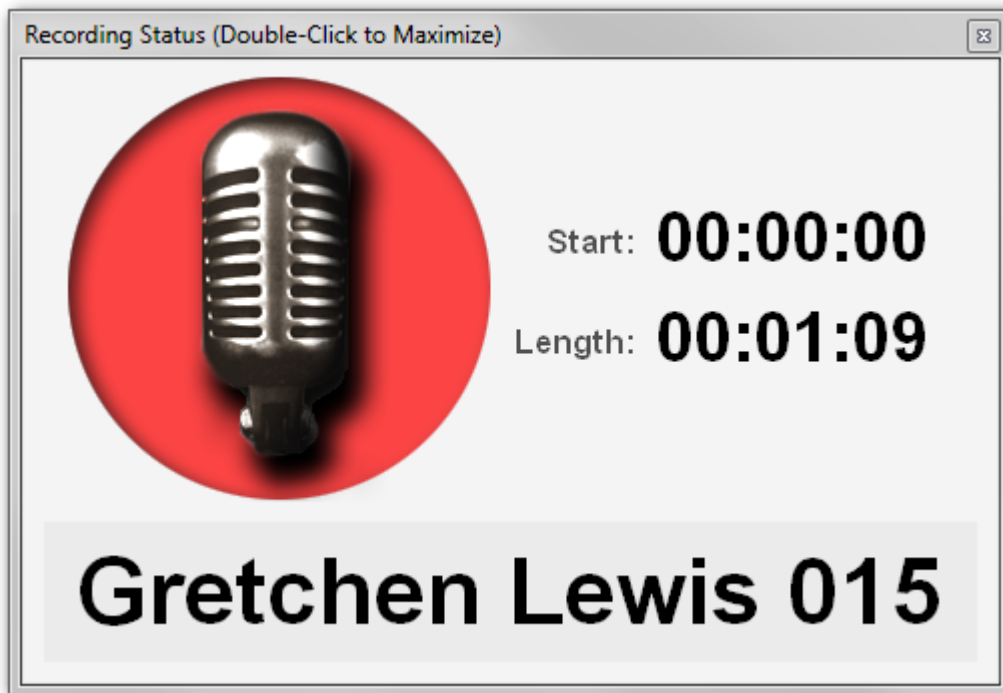 Recording Status (Double-Click to Maximize)
Start: 00:00:00
Length: 00:01:09
Gretchen Lewis 015